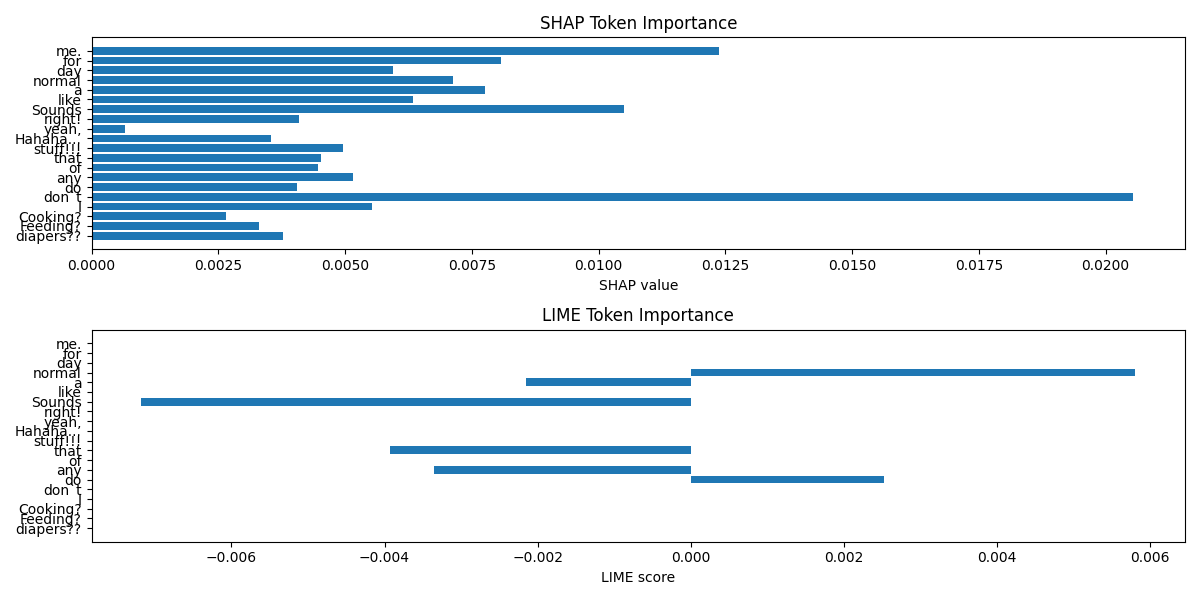 SHAP Token Importance
me.
for
day
normal
a
like
Sounds
right!
yeah,
Hahaha...
stuff!!!
that
of
any
do
don't
I
Cooking?
Feeding?
diapers??
0.0000 0.0025 0.0050 0.0075 0.0100 0.0125 0.0150 0.0175 0.0200
SHAP value
LIME Token Importance
me.
for
day
normal
a
like
Sounds
right!
yeah,
Hahaha...
stuff!!!
that
of
any
do
don't
I
Cooking?
Feeding?
diapers??
−0.006 −0.004 −0.002 0.000 0.002 0.004 0.006
LIME score